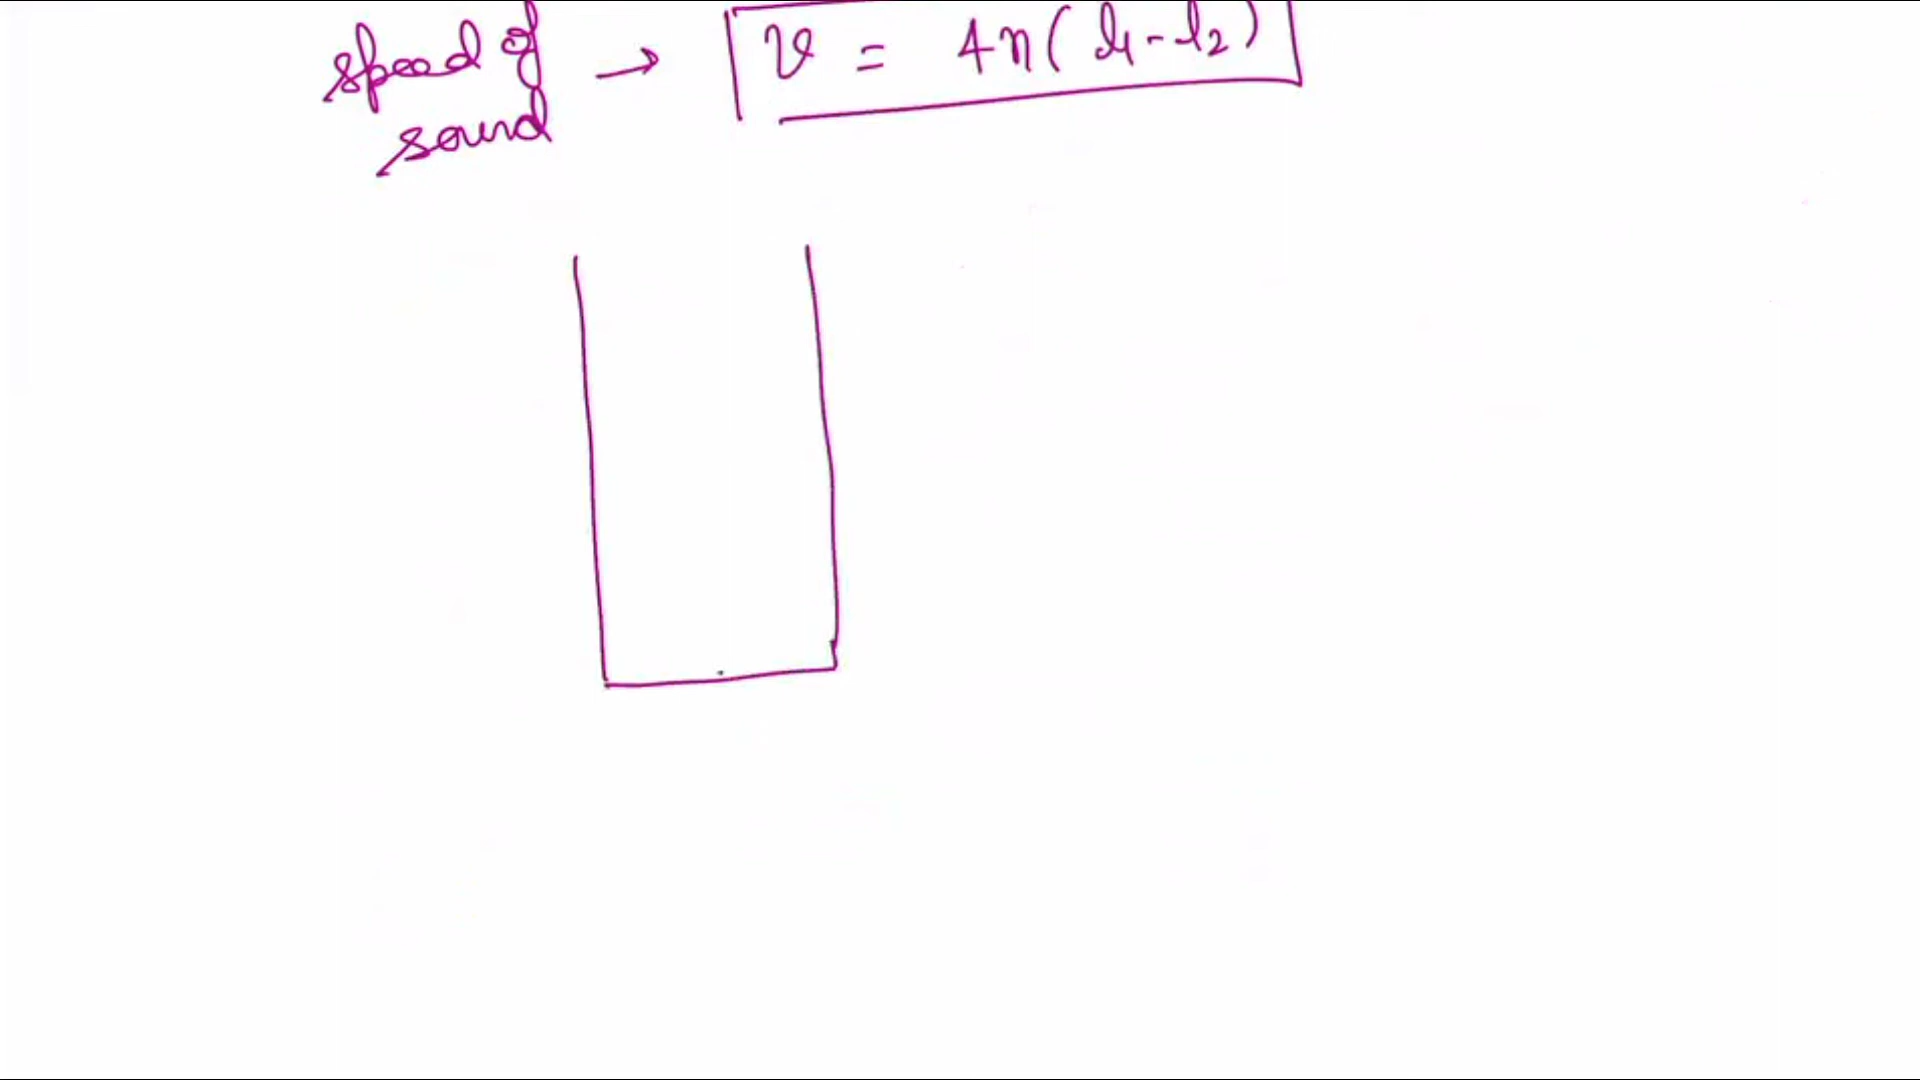 speed of → v = 4n(l1-l2)
sound